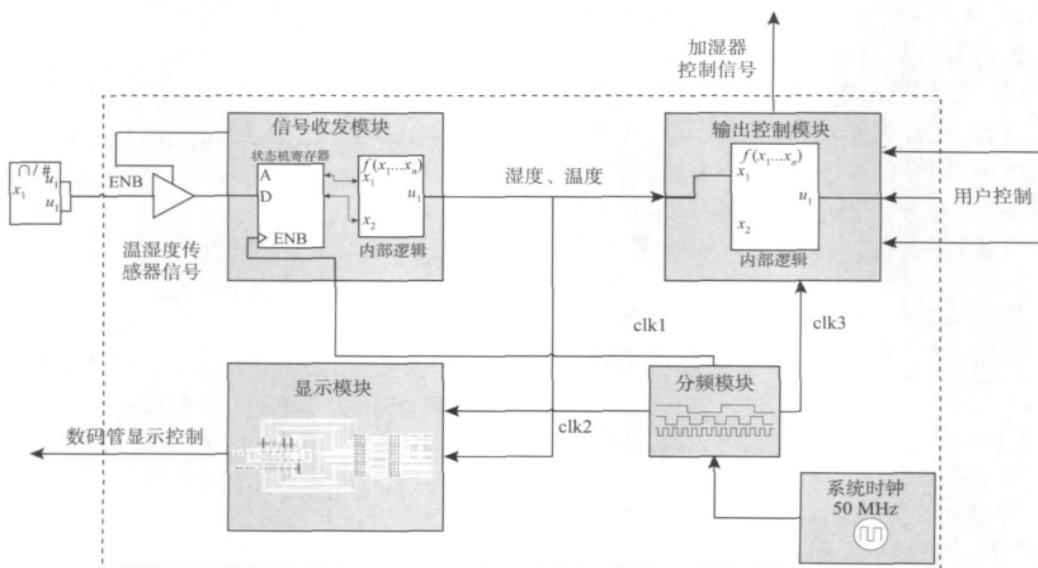 加湿器
控制信号
信号收发模块
状态机寄存器
A
D
ENB
f(x₁...xₙ)
x₁
x₂
u₁
内部逻辑
∩/#
x₁
u₁
u₁
ENB
温湿度传
感器信号
湿度、温度
输出控制模块
f(x₁...xₙ)
x₁
x₂
u₁
内部逻辑
用户控制
clk1
clk3
显示模块
clk2
分频模块
数码管显示控制
系统时钟
50 MHz